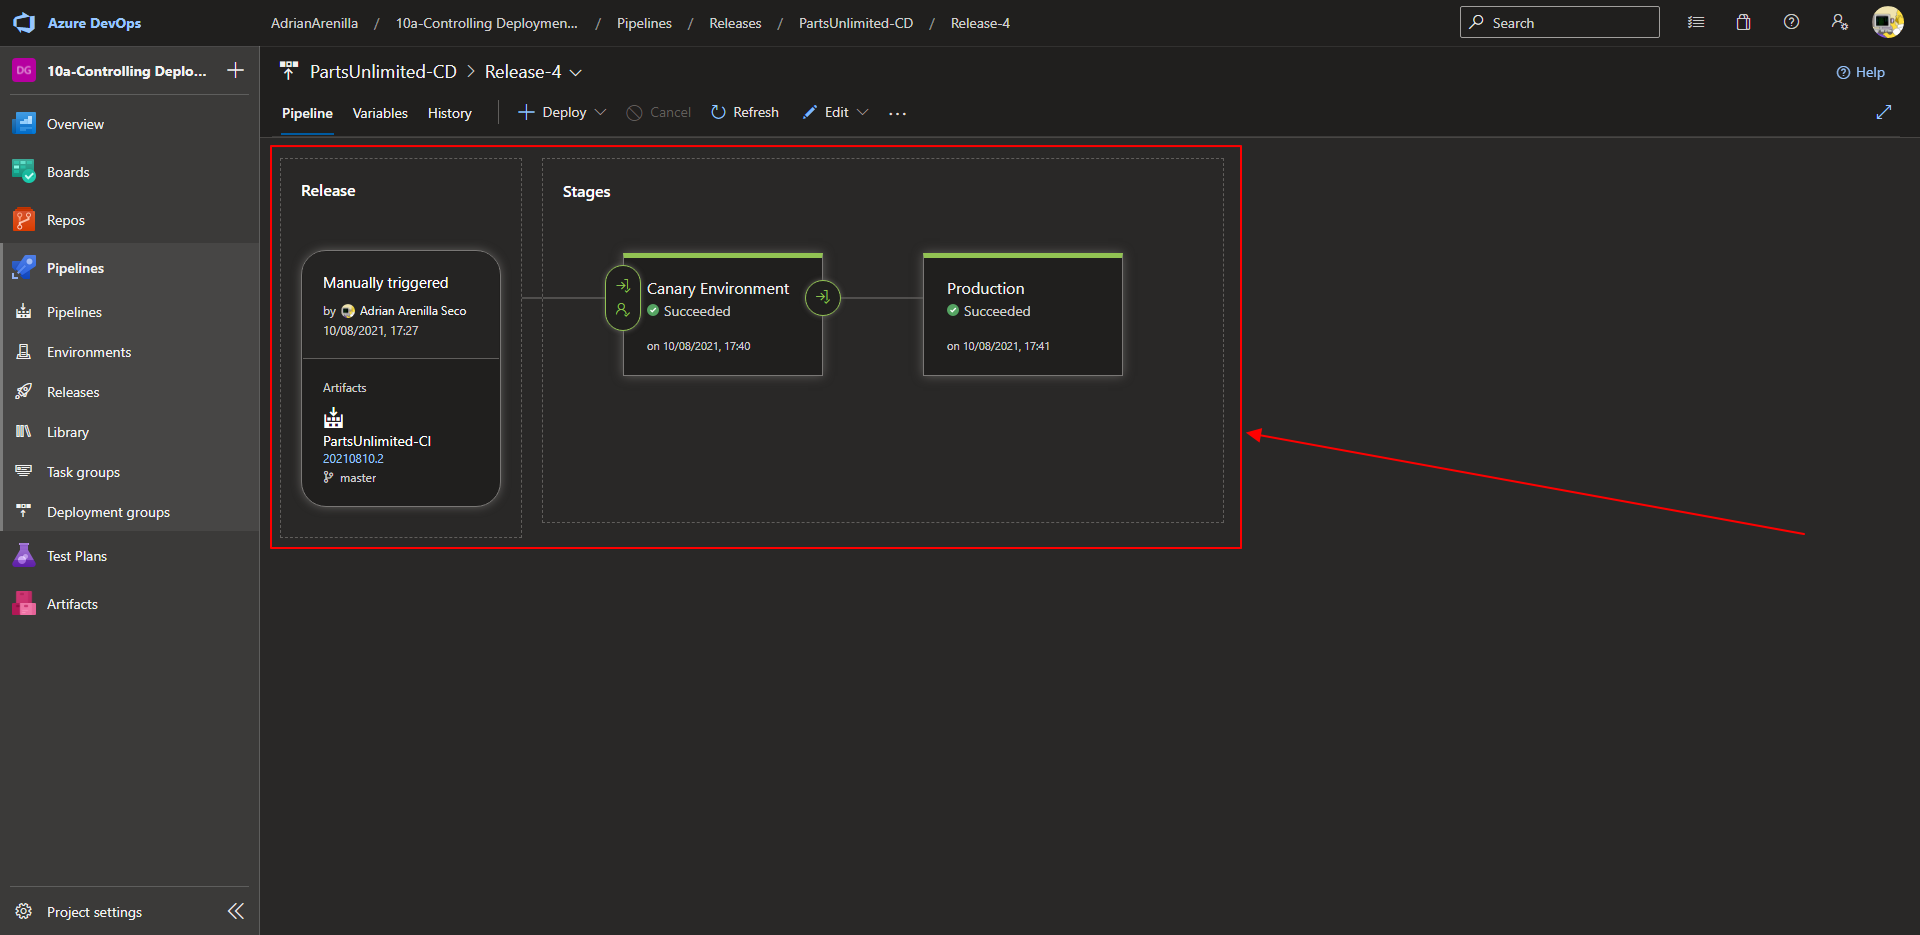 Azure DevOps
AdrianArenilla / 10a-Controlling Deploymen... / Pipelines / Releases / PartsUnlimited-CD / Release-4
Search
DG
10a-Controlling Deplo...
Overview
Boards
Repos
Pipelines
Pipelines
Environments
Releases
Library
Task groups
Deployment groups
Test Plans
Artifacts
Project settings
PartsUnlimited-CD > Release-4
Help
Pipeline Variables History Deploy Cancel Refresh Edit ...
Release
Manually triggered
by Adrian Arenilla Seco
10/08/2021, 17:27
Artifacts
PartsUnlimited-CI
20210810.2
master
Stages
Canary Environment
Succeeded
on 10/08/2021, 17:40
Production
Succeeded
on 10/08/2021, 17:41